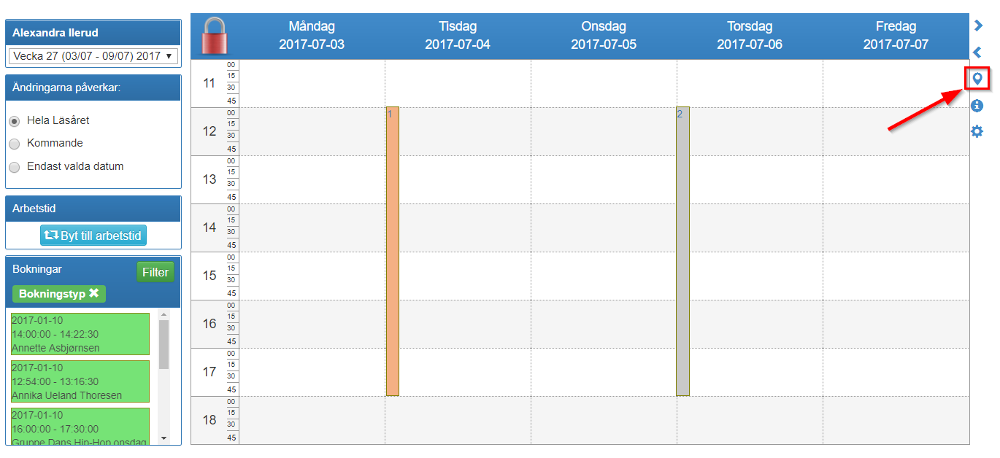 Alexandra Ilerud
Vecka 27 (03/07 - 09/07) 2017
Ändringarna påverkar:
Hela Läsåret
Kommande
Endast valda datum
Arbetstid
Byt till arbetstid
Bokningar
Filter
Bokningstyp
2017-01-10
14:00:00 - 14:22:30
Annette Asbjørnsen
2017-01-10
12:54:00 - 13:16:30
Annika Ueland Thoresen
2017-01-10
16:00:00 - 17:30:00
Gruppe Dans Hip-Hop onsdag
Måndag Tisdag Onsdag Torsdag Fredag
2017-07-03 2017-07-04 2017-07-05 2017-07-06 2017-07-07
11 00 15 30 45
12 00 15 30 45
1 2
13 00 15 30 45
14 00 15 30 45
15 00 15 30 45
16 00 15 30 45
17 00 15 30 45
18 00 15 30 45